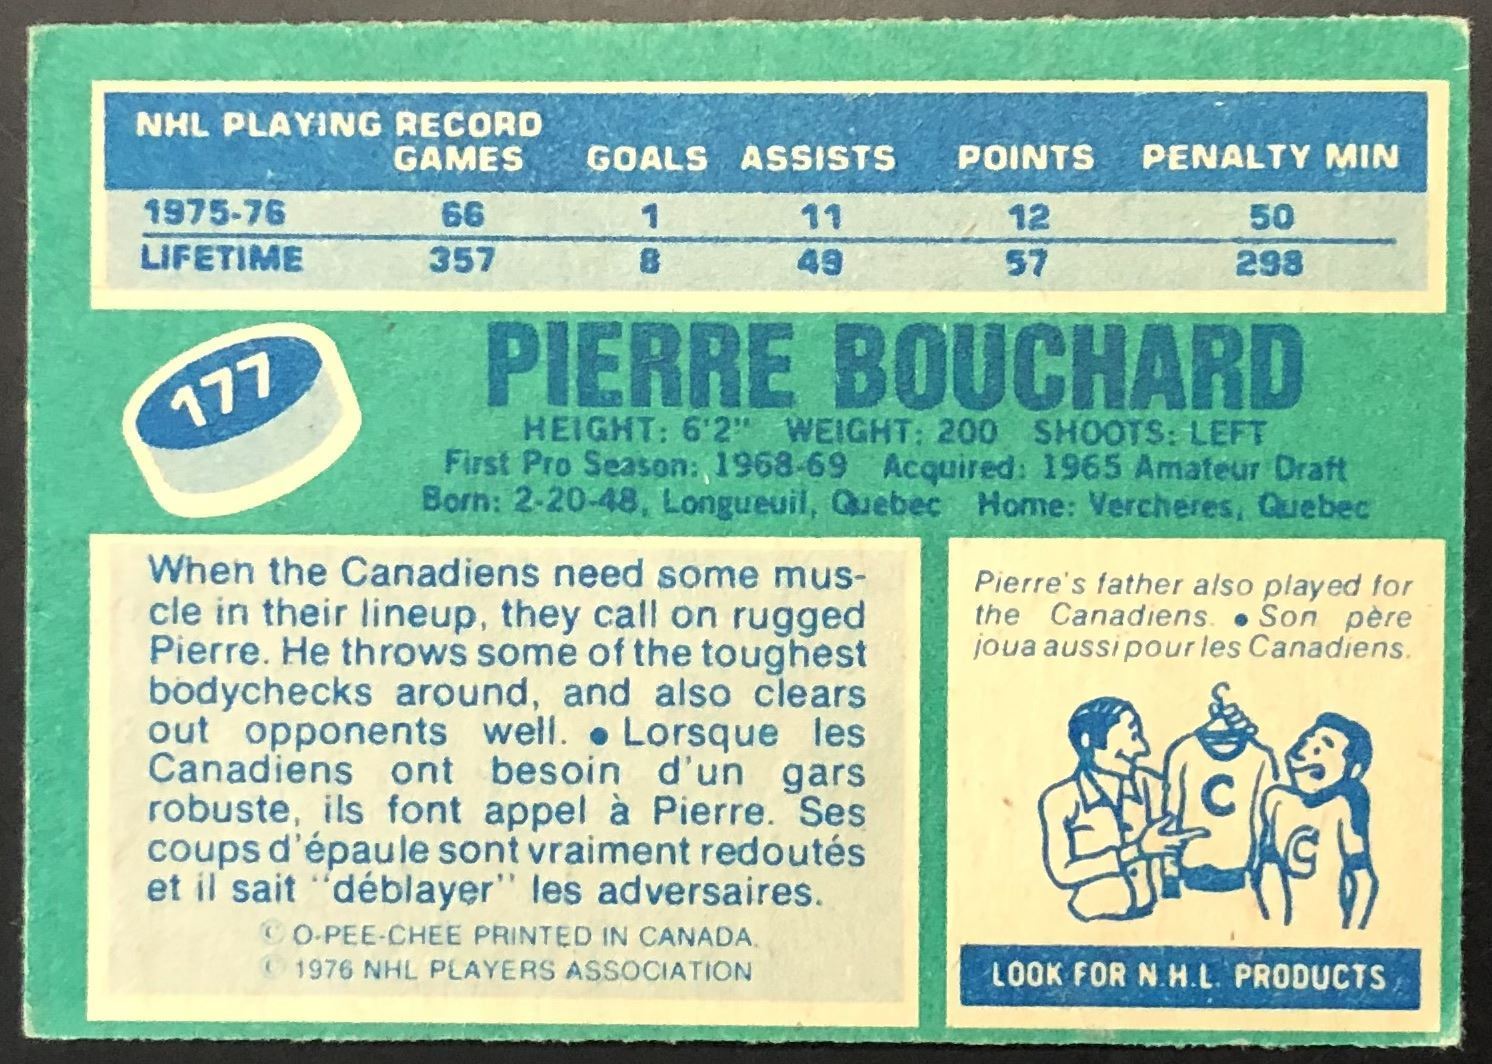 NHL PLAYING RECORD
GAMES GOALS ASSISTS POINTS PENALTY MIN
1975-76 66 1 11 12 50
LIFETIME 357 8 49 57 298
177
PIERRE BOUCHARD
HEIGHT: 6'2" WEIGHT: 200 SHOOTS: LEFT
First Pro Season: 1968-69 Acquired: 1965 Amateur Draft
Born: 2-20-48, Longueuil, Quebec Home: Vercheres, Quebec
When the Canadiens need some mus-
cle in their lineup, they call on rugged
Pierre. He throws some of the toughest
bodychecks around, and also clears
out opponents well. • Lorsque les
Canadiens ont besoin d'un gars
robuste, ils font appel à Pierre. Ses
coups d'épaule sont vraiment redoutés
et il sait "déblayer" les adversaires.
© O-PEE-CHEE PRINTED IN CANADA.
© 1976 NHL PLAYERS ASSOCIATION
Pierre's father also played for
the Canadiens. • Son père
joua aussi pour les Canadiens.
C
C
LOOK FOR N.H.L. PRODUCTS